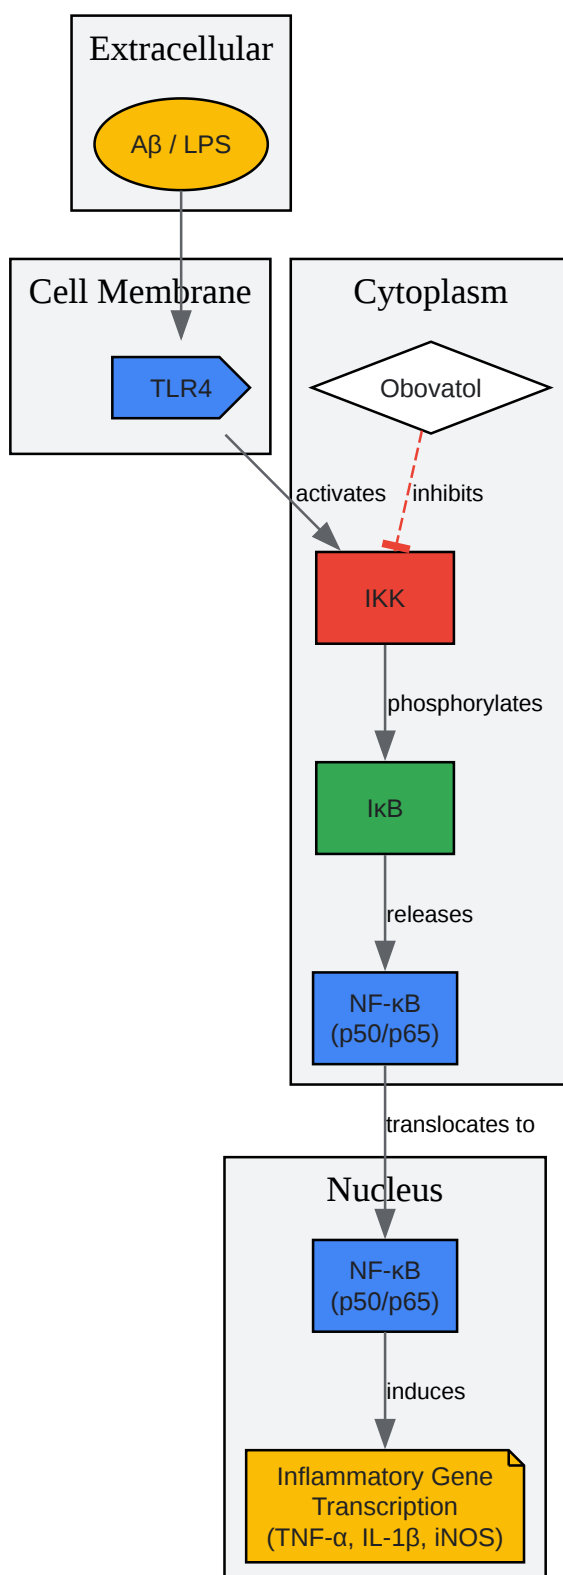 Extracellular
Aβ / LPS
Cell Membrane
TLR4
Cytoplasm
Obovatol
activates
inhibits
IKK
phosphorylates
IκB
releases
NF-κB
(p50/p65)
translocates to
Nucleus
NF-κB
(p50/p65)
induces
Inflammatory Gene
Transcription
(TNF-α, IL-1β, iNOS)